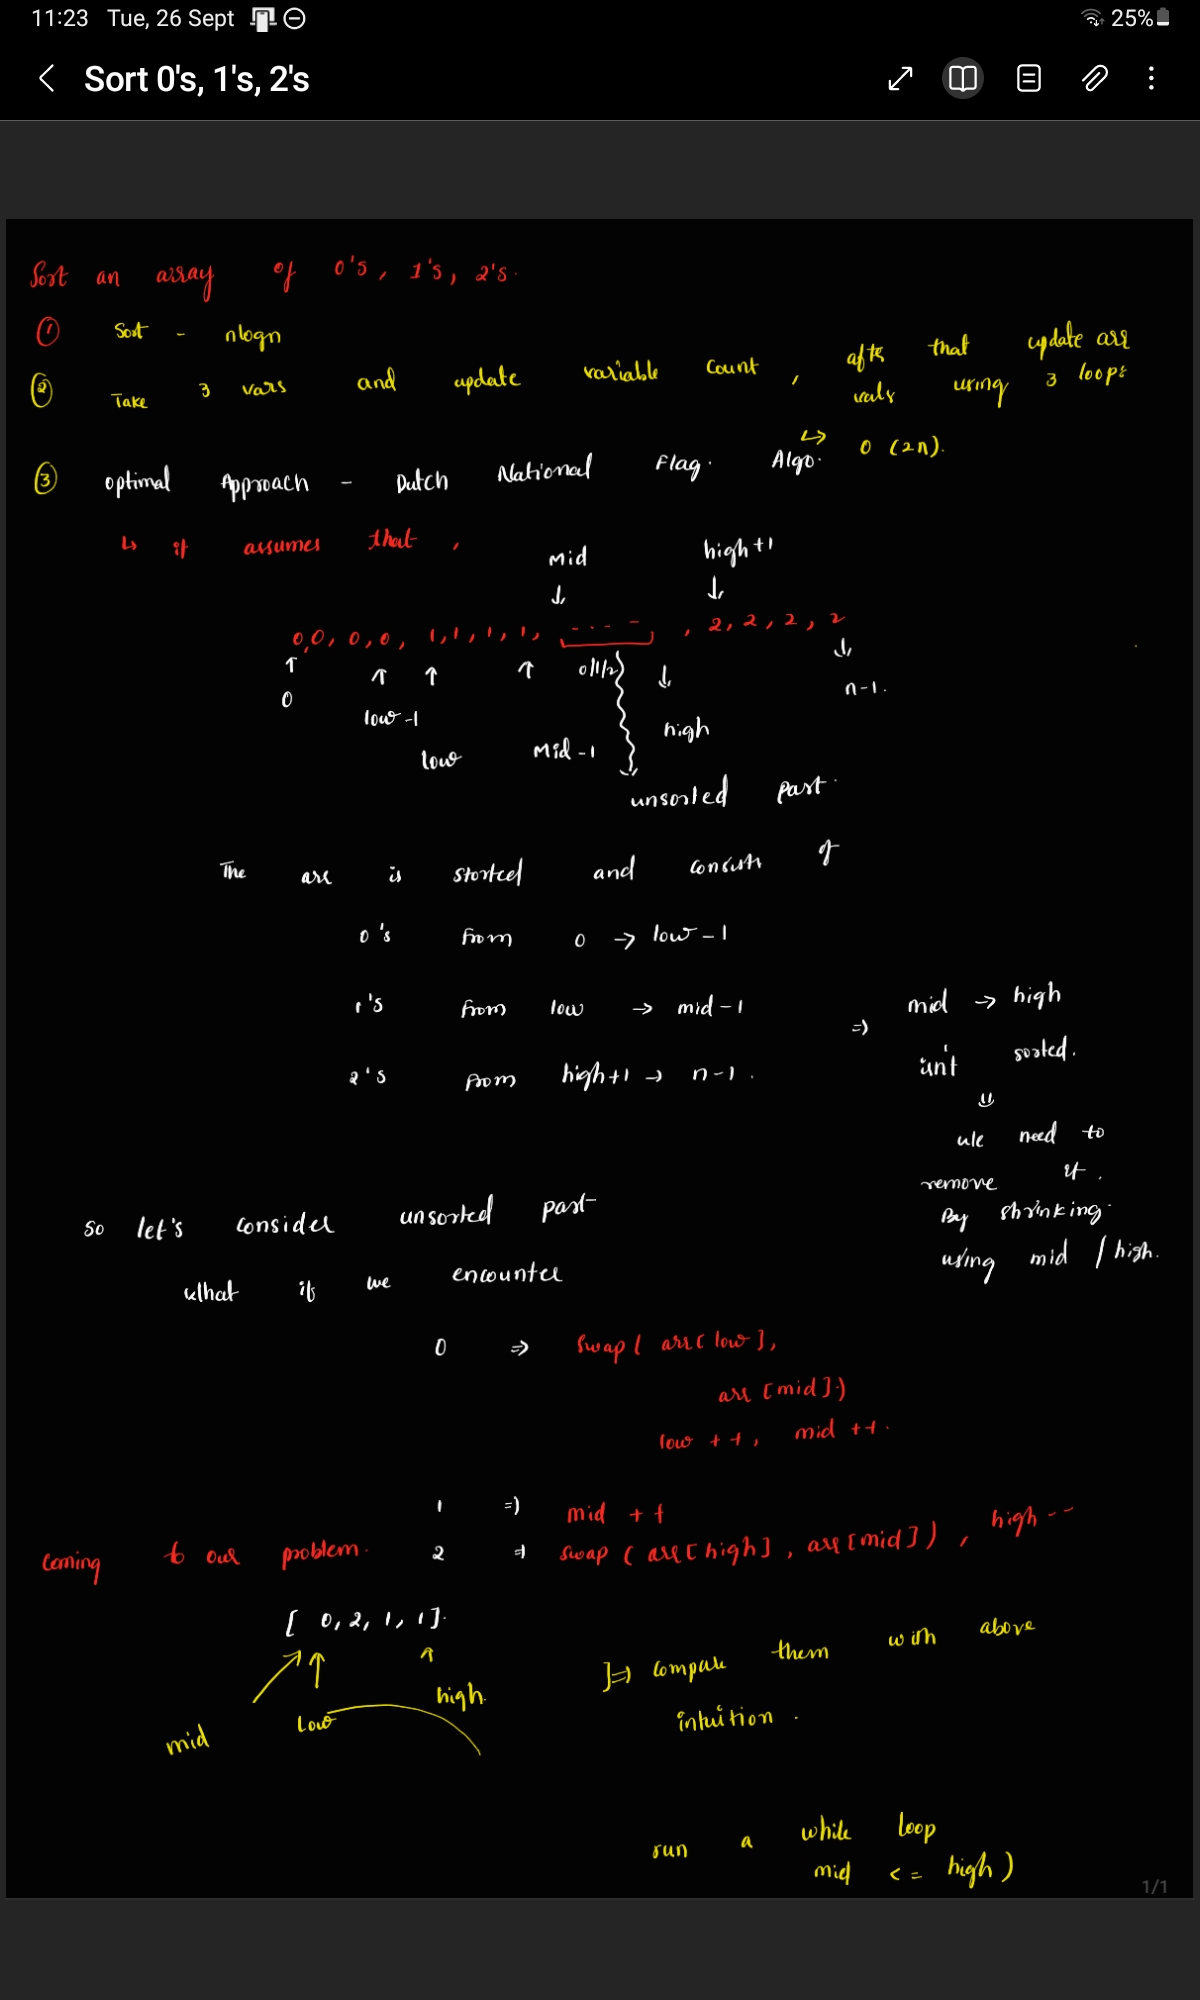 11:23 Tue, 26 Sept 25%
Sort 0's, 1's, 2's
Sort an array of 0's, 1's, 2's.
① Sort - nlogn
② Take 3 vars and update variable count, after that update arr
vals using 3 loops
↳ O(2n).
③ optimal Approach - Dutch National Flag. Algo.
↳ it assumes that,
mid high+1
0,0,0,0, 1,1,1,1, ---- , 2,2,2,2
0 low-1 0/1/2 n-1.
low mid-1 high
unsorted part.
The arr is storted and consists of
0's from 0 → low-1
1's from low → mid-1
2's from high+1 → n-1.
=) mid → high
isn't sorted.
we need to
remove it.
By shrinking.
using mid / high.
So let's consider unsorted part
what if we encounter
0 => swap( arr[low],
arr[mid])
low ++, mid ++.
1 =) mid ++
2 => swap( arr[high], arr[mid]), high--
Coming to our problem.
[ 0,2,1,1].
mid Low high.
]=) compare them with above
intuition.
run a while loop
mid <= high)
1/1